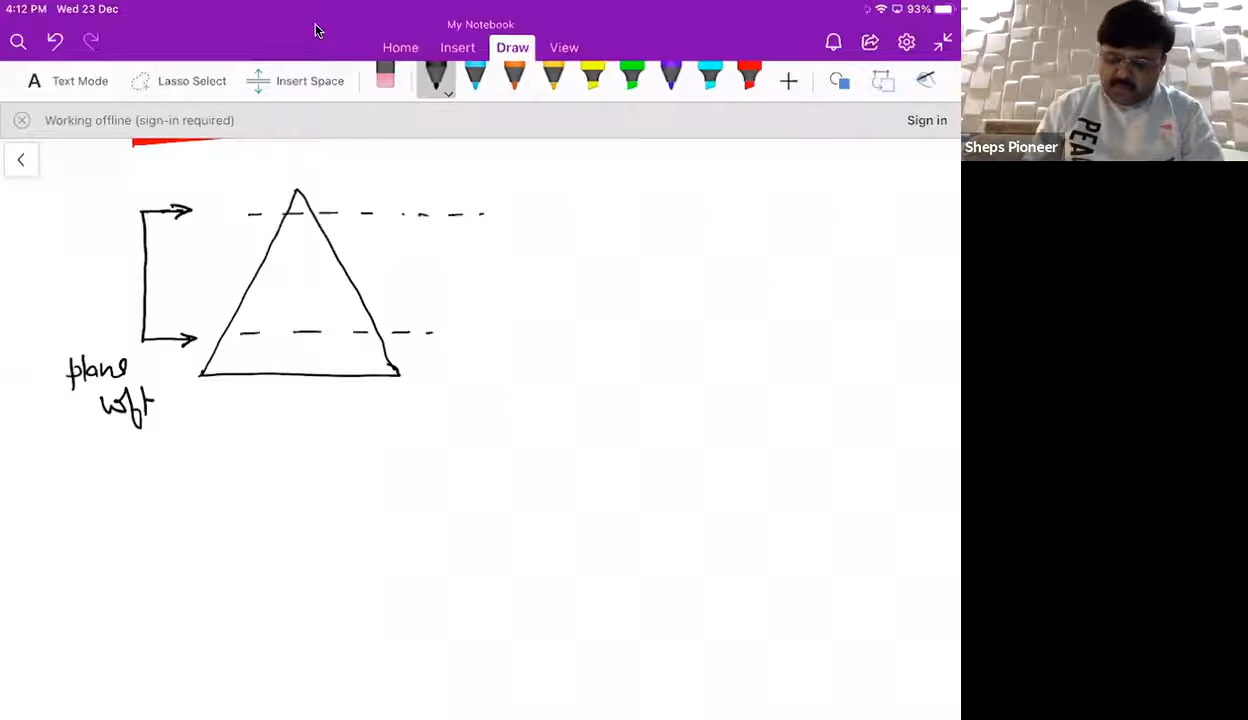 4:12 PM Wed 23 Dec
93%
My Notebook
Home Insert Draw View
A Text Mode Lasso Select Insert Space
Working offline (sign-in required) Sign in
Sheps Pioneer
PEA
plane